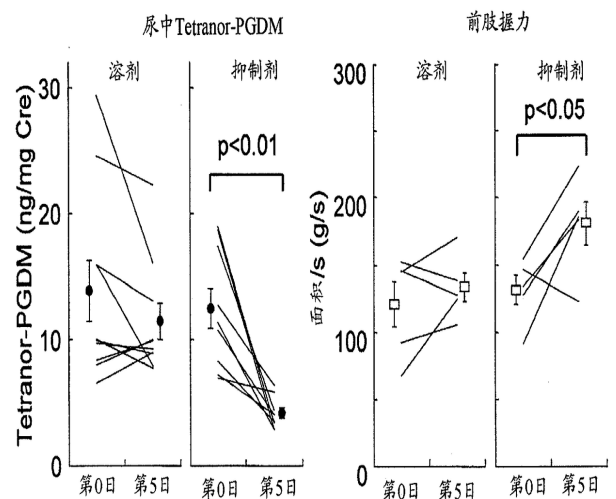 尿中Tetranor-PGDM
前肢握力
溶剂
抑制剂
溶剂
抑制剂
Tetranor-PGDM (ng/mg Cre)
30
20
10
0
p<0.01
面积/s (g/s)
300
200
100
0
p<0.05
第0日
第5日
第0日
第5日
第0日
第5日
第0日
第5日